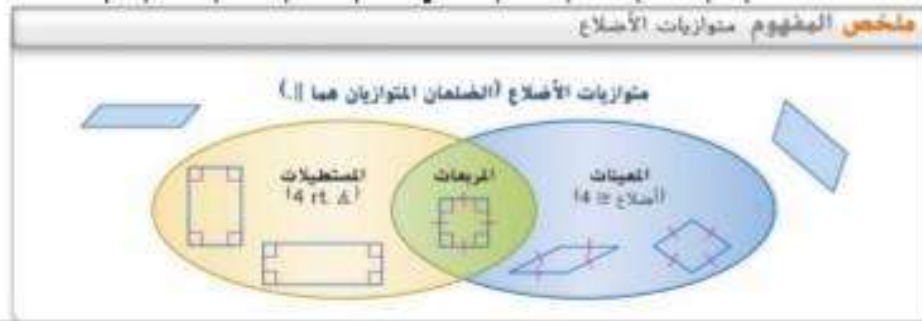 ملخص المفهوم متوازيات الأضلاع
متوازيات الأضلاع (الضلعان المتوازيان هما ||.)
المستطيلات
(4 rt. ∡)
المربعات
المعينات
(4 ≅ أضلاع)